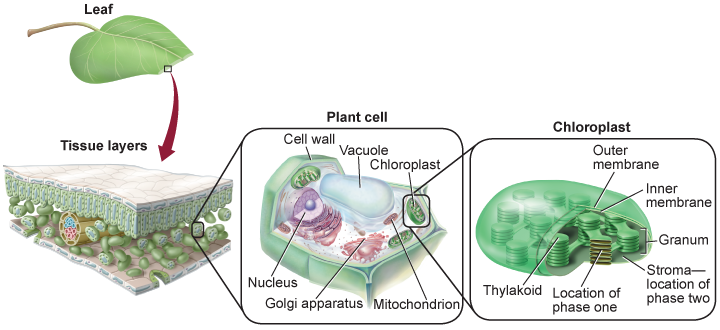 Leaf
Tissue layers
Plant cell
Cell wall
Vacuole
Chloroplast
Nucleus
Golgi apparatus
Mitochondrion
Chloroplast
Outer
membrane
Inner
membrane
Granum
Stroma—
location of
phase two
Thylakoid
Location of
phase one